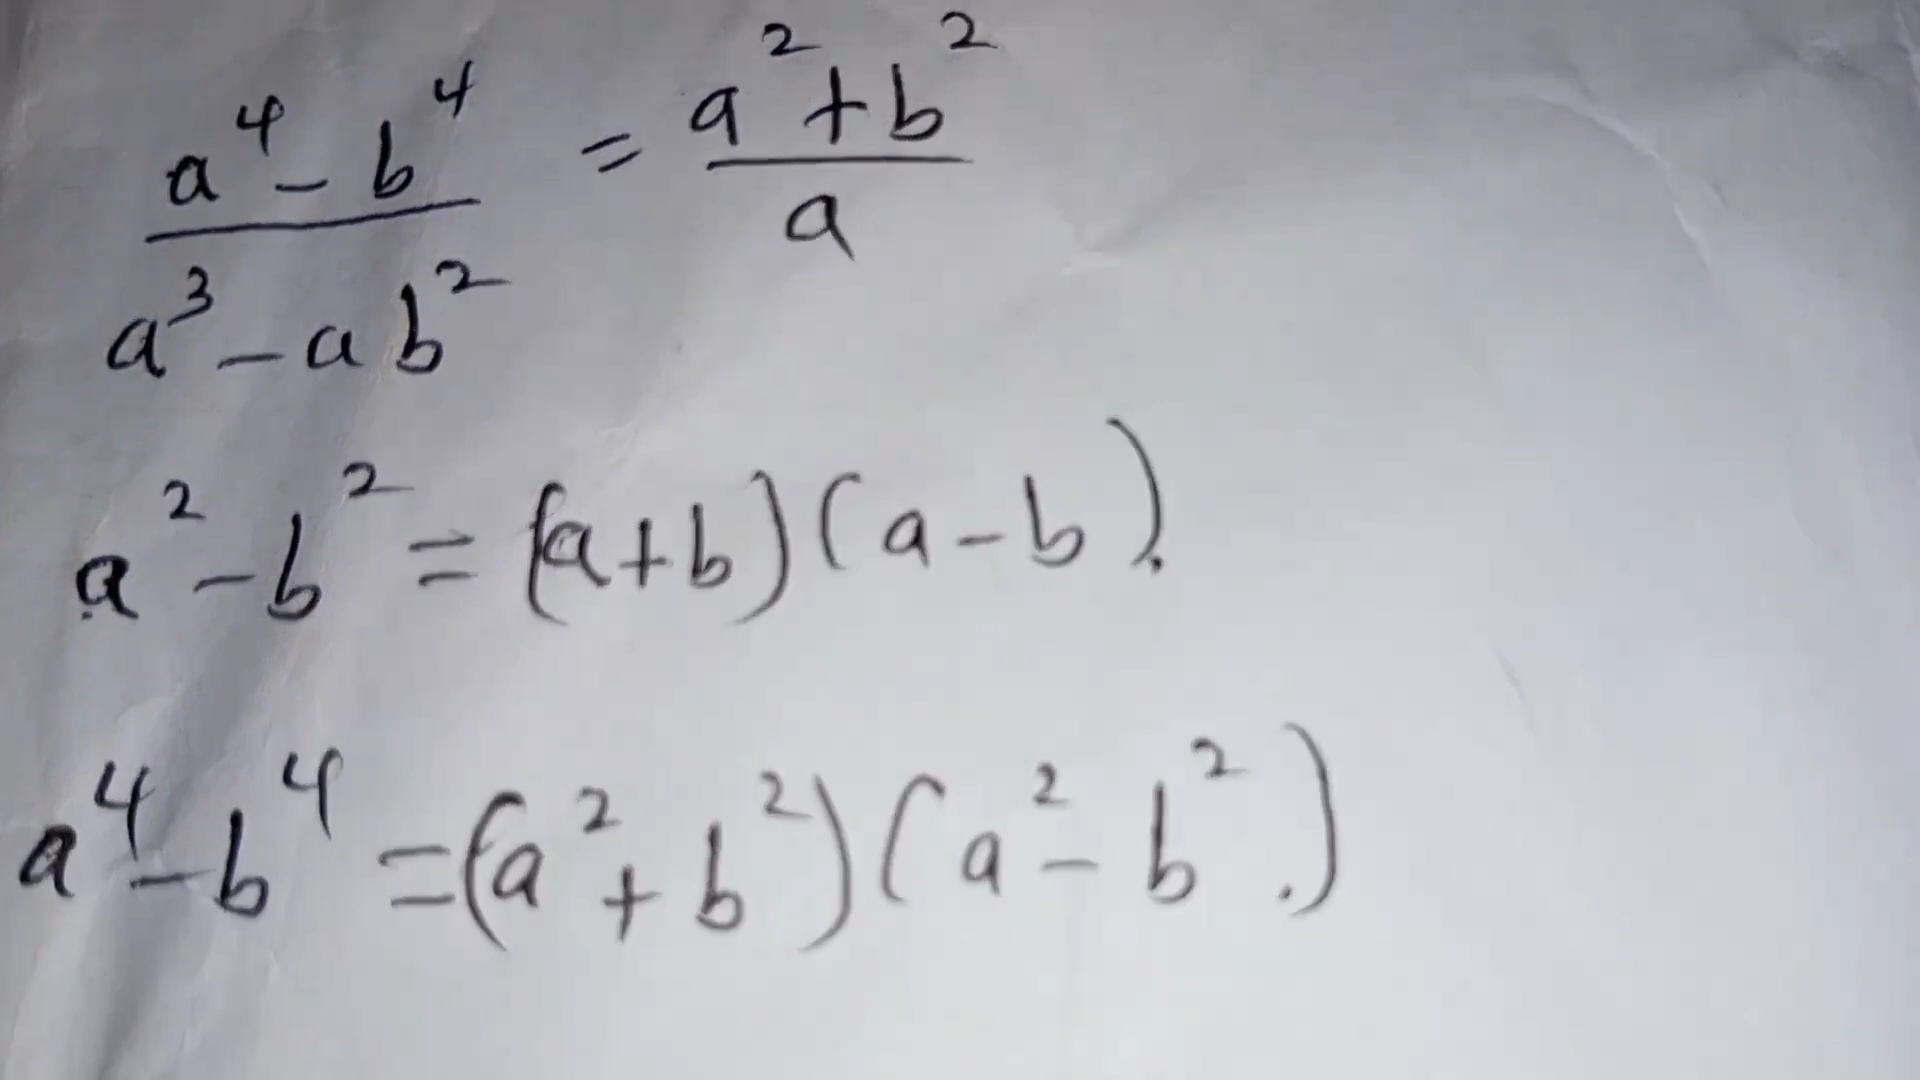 a⁴ - b⁴ / a³ - ab² = a² + b² / a
a² - b² = (a+b)(a-b).
a⁴ - b⁴ = (a² + b²)(a² - b².)